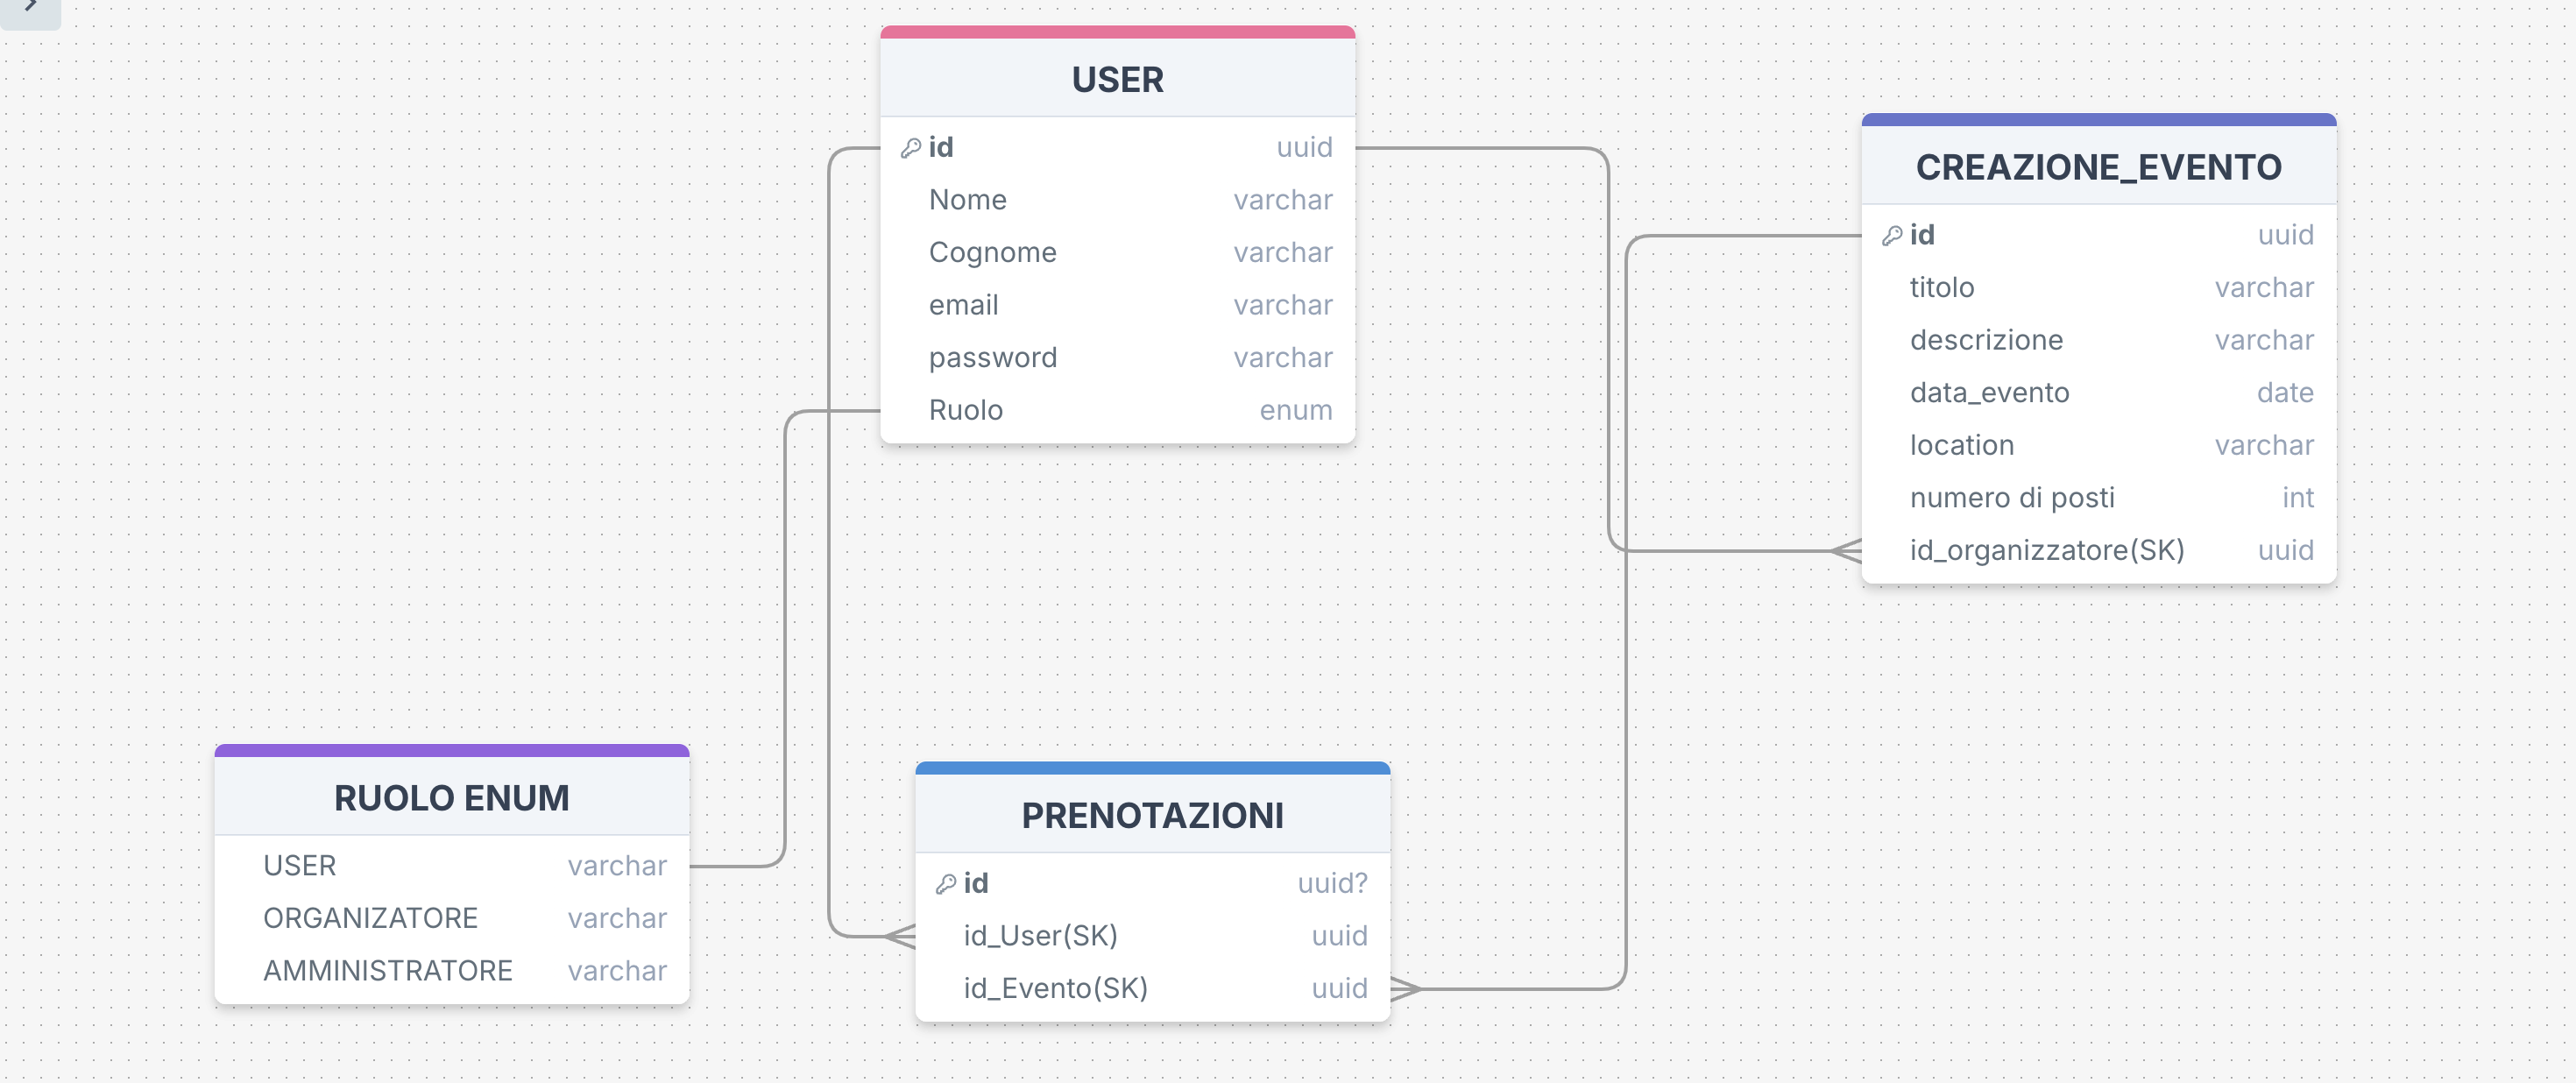 USER
id uuid
Nome varchar
Cognome varchar
email varchar
password varchar
Ruolo enum
CREAZIONE_EVENTO
id uuid
titolo varchar
descrizione varchar
data_evento date
location varchar
numero di posti int
id_organizzatore(SK) uuid
RUOLO ENUM
USER varchar
ORGANIZATORE varchar
AMMINISTRATORE varchar
PRENOTAZIONI
id uuid?
id_User(SK) uuid
id_Evento(SK) uuid